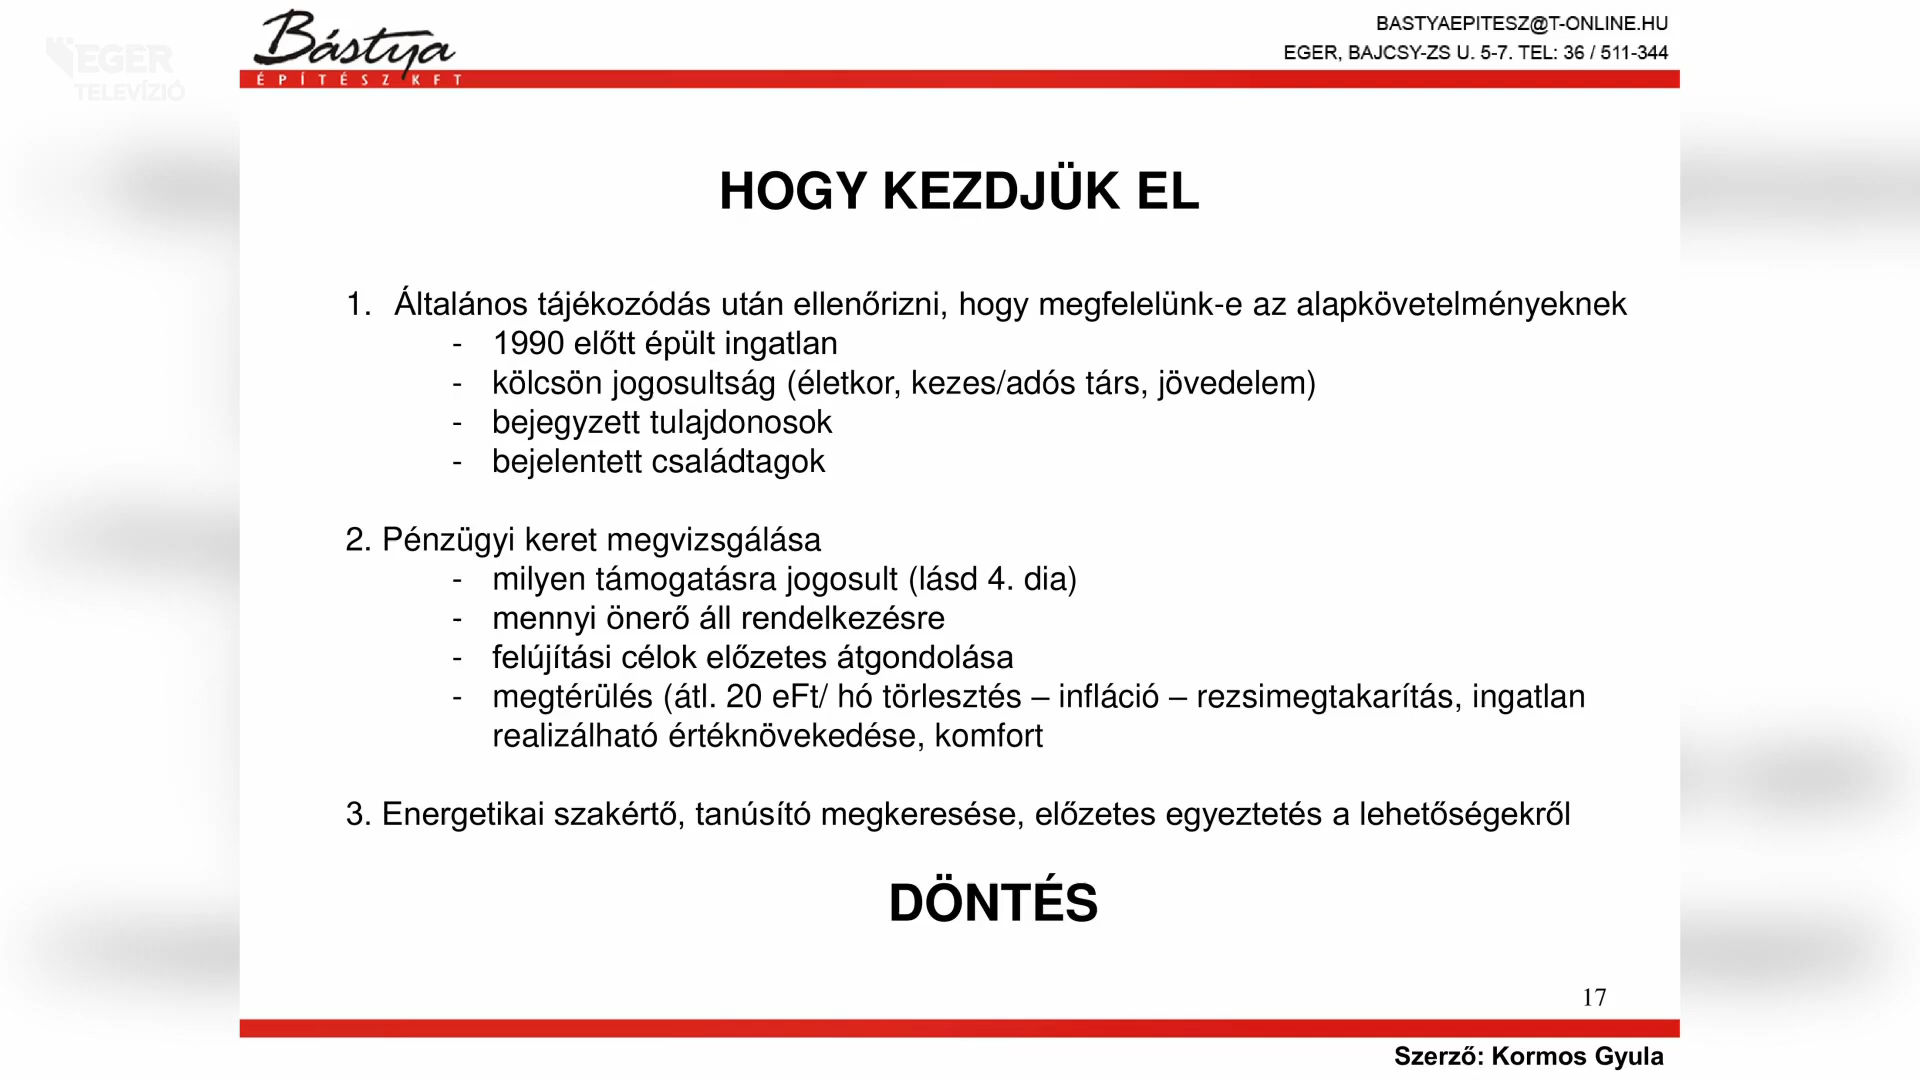 EGER
TELEVÍZIÓ
Bástya
ÉPÍTÉSZ KFT
BASTYAEPITESZ@T-ONLINE.HU
EGER, BAJCSY-ZS U. 5-7. TEL: 36 / 511-344
HOGY KEZDJÜK EL
1. Általános tájékozódás után ellenőrizni, hogy megfelelünk-e az alapkövetelményeknek
- 1990 előtt épült ingatlan
- kölcsön jogosultság (életkor, kezes/adós társ, jövedelem)
- bejegyzett tulajdonosok
- bejelentett családtagok
2. Pénzügyi keret megvizsgálása
- milyen támogatásra jogosult (lásd 4. dia)
- mennyi önerő áll rendelkezésre
- felújítási célok előzetes átgondolása
- megtérülés (átl. 20 eFt/ hó törlesztés – infláció – rezsimegtakarítás, ingatlan
realizálható értéknövekedése, komfort
3. Energetikai szakértő, tanúsító megkeresése, előzetes egyeztetés a lehetőségekről
DÖNTÉS
17
Szerző: Kormos Gyula